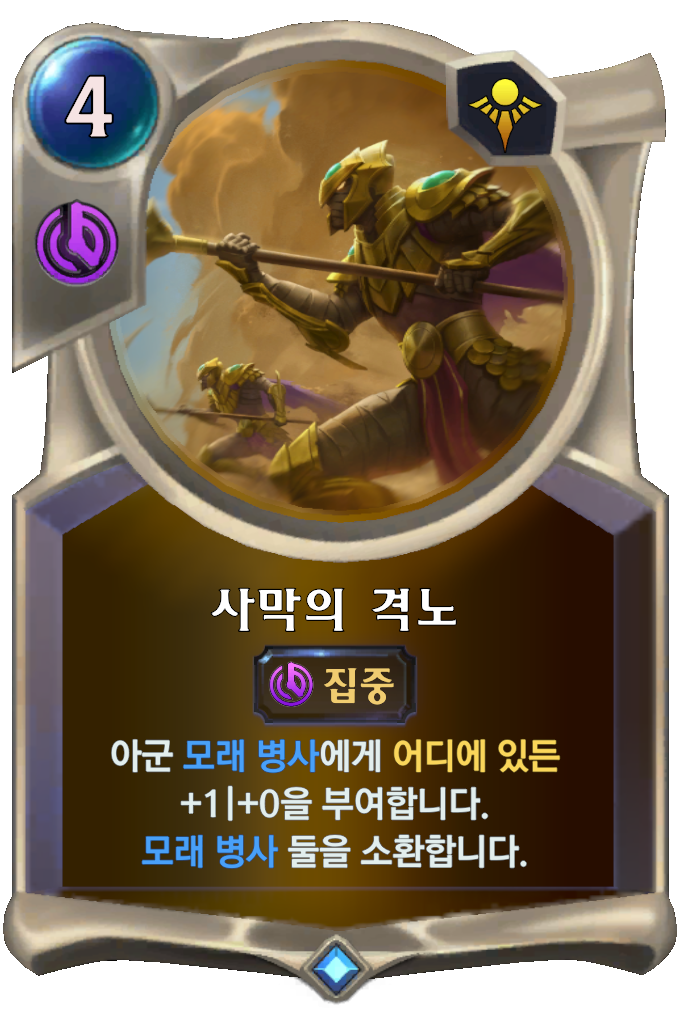 4
사막의 격노
집중
아군 모래 병사에게 어디에 있든
+1|+0을 부여합니다.
모래 병사 둘을 소환합니다.